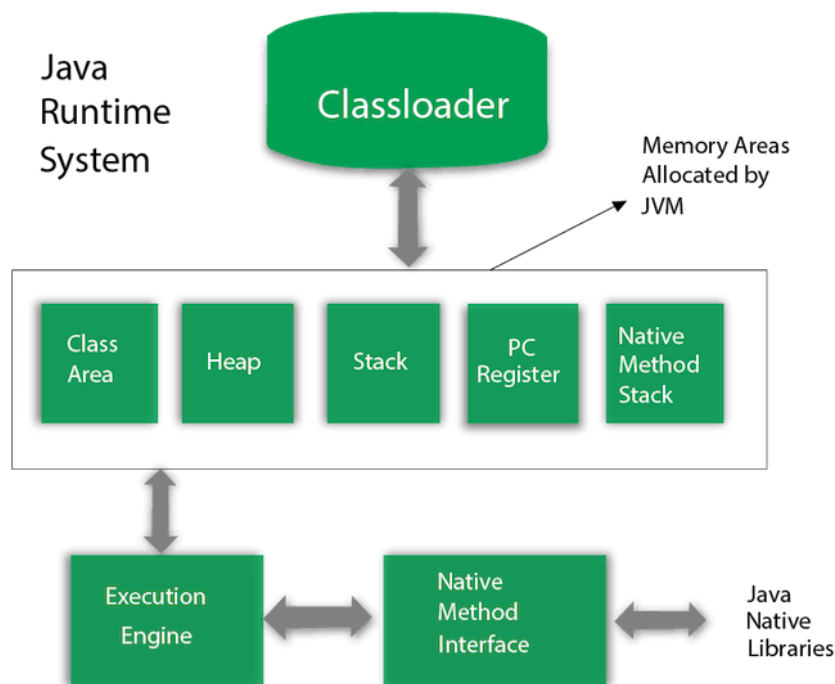 Java
Runtime
System
Classloader
Memory Areas
Allocated by
JVM
Class
Area
Heap
Stack
PC
Register
Native
Method
Stack
Execution
Engine
Native
Method
Interface
Java
Native
Libraries